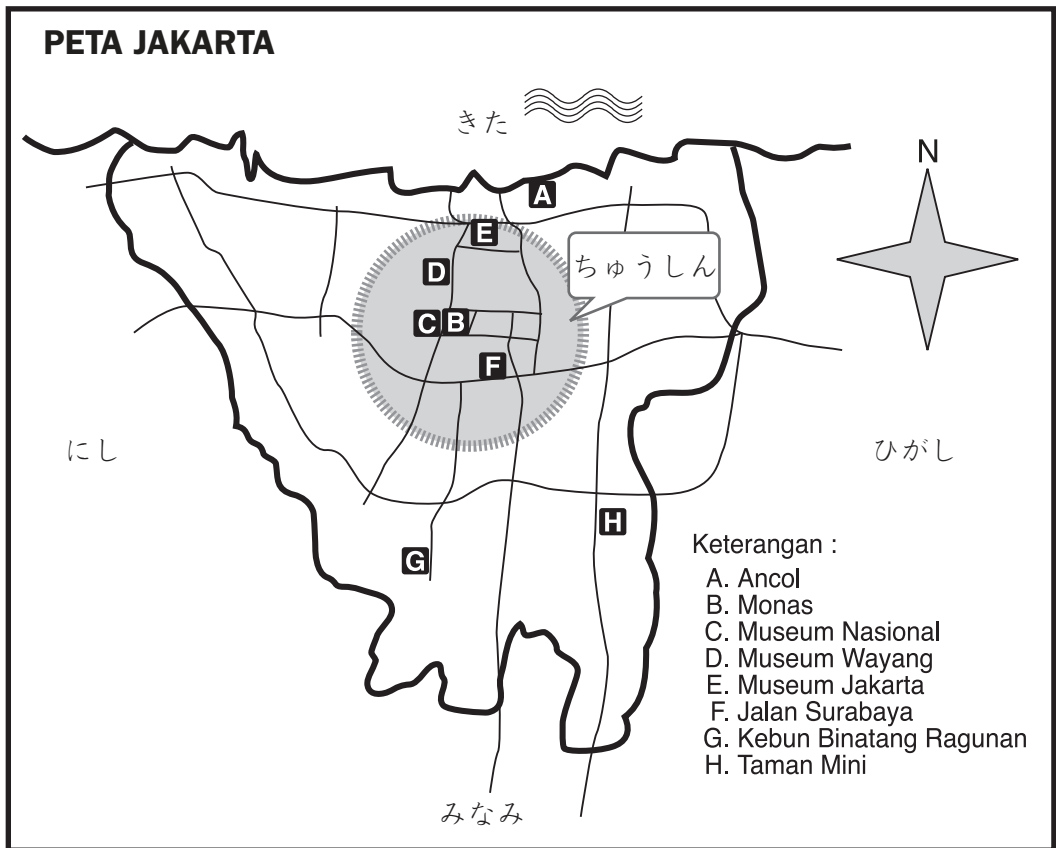 PETA JAKARTA
きた
N
A
E
ちゅうしん
D
C B
F
にし
ひがし
H
G
Keterangan :
A. Ancol
B. Monas
C. Museum Nasional
D. Museum Wayang
E. Museum Jakarta
F. Jalan Surabaya
G. Kebun Binatang Ragunan
H. Taman Mini
みなみ